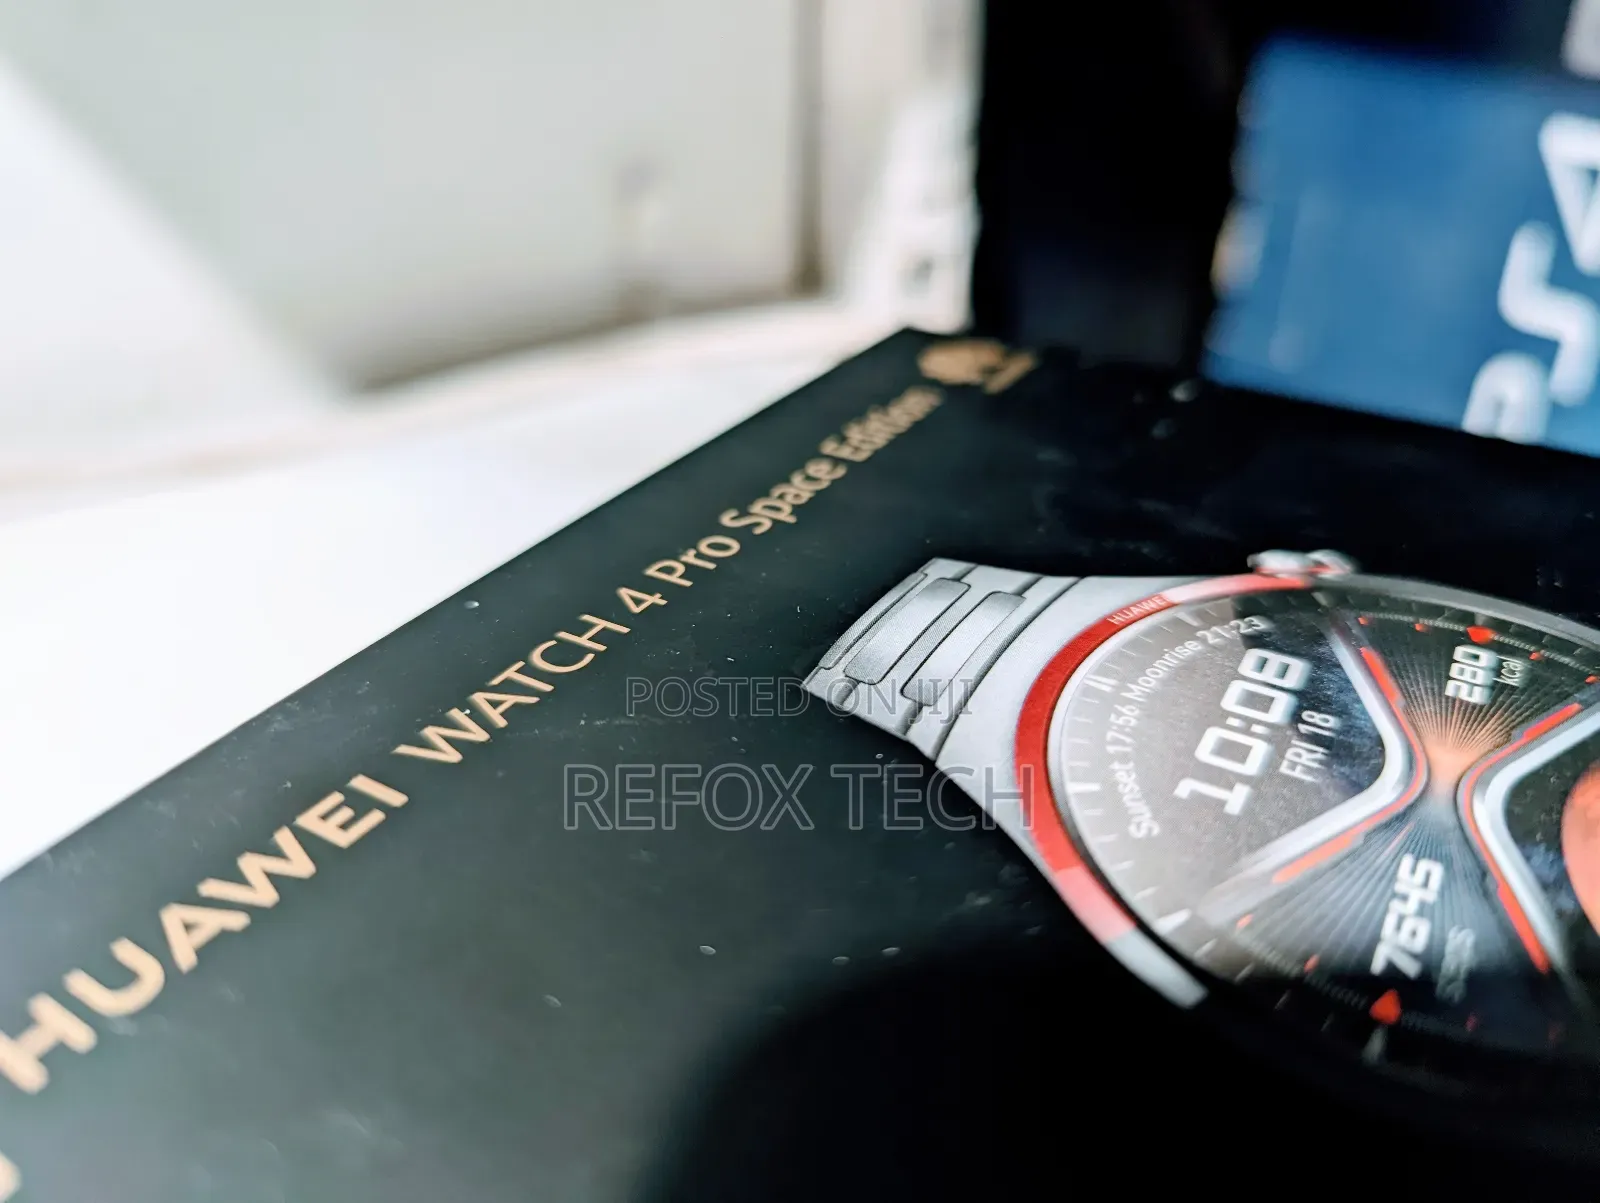 PS4
HUAWEI WATCH 4 Pro Space Edition
HUAWEI
Sunset 17:56 Moonrise 21:23
10:08
FRI 18
280
kcal
7645
POSTED ON JIJI
REFOX TECH